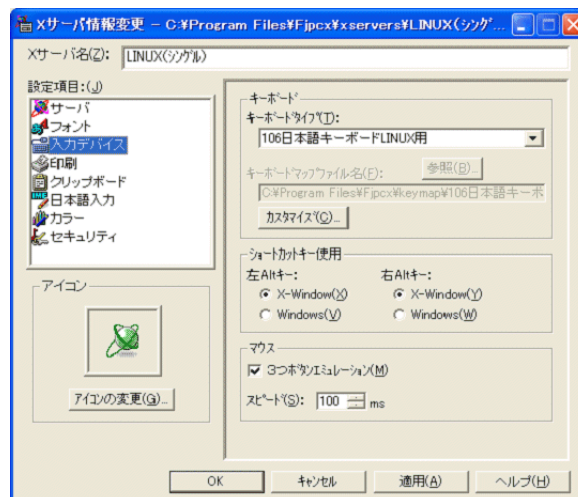 Xサーバ情報変更 - C:¥Program Files¥Fjpcx¥xservers¥LINUX(シング...
Xサーバ名(Z): LINUX(シングル)
設定項目:(J)
サーバ
フォント
入力デバイス
印刷
クリップボード
日本語入力
カラー
セキュリティ
アイコン
アイコンの変更(G)...
キーボード
キーボードタイプ(T):
106日本語キーボードLINUX用
キーボードマップファイル名(F): 参照(B)...
C:¥Program Files¥Fjpcx¥keymap¥106日本語キーボ
カスタマイズ(C)...
ショートカットキー使用
左Altキー: 右Altキー:
X-Window(X) X-Window(Y)
Windows(V) Windows(W)
マウス
3つボタンエミュレーション(M)
スピード(S): 100 ms
OK キャンセル 適用(A) ヘルプ(H)